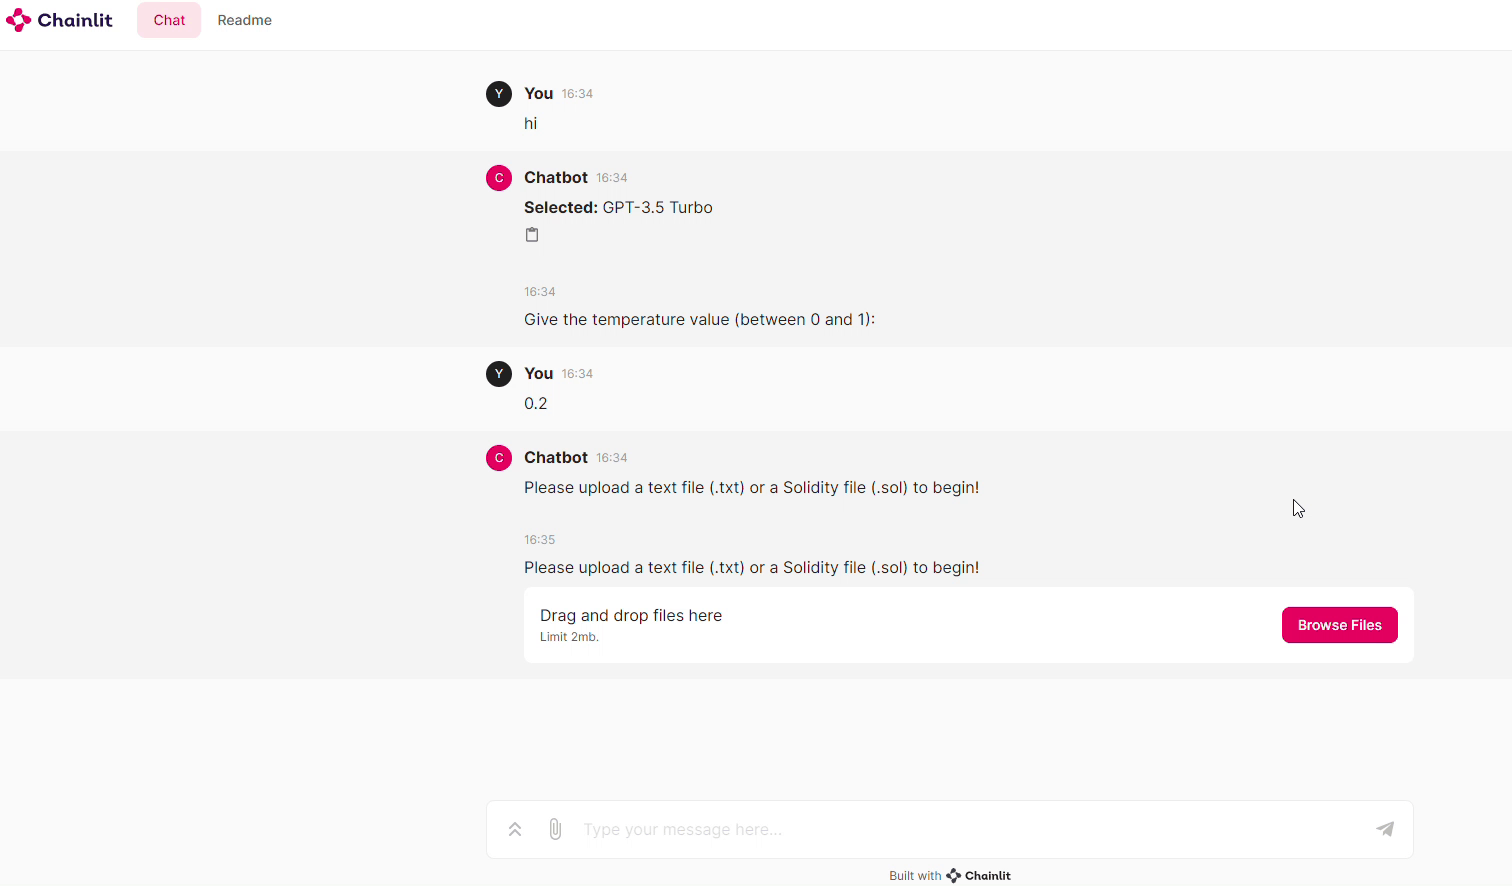 Chainlit Chat Readme
Y You 16:34
hi
C Chatbot 16:34
Selected: GPT-3.5 Turbo
16:34
Give the temperature value (between 0 and 1):
Y You 16:34
0.2
C Chatbot 16:34
Please upload a text file (.txt) or a Solidity file (.sol) to begin!
16:35
Please upload a text file (.txt) or a Solidity file (.sol) to begin!
Drag and drop files here
Limit 2mb.
Browse Files
Type your message here...
Built with Chainlit